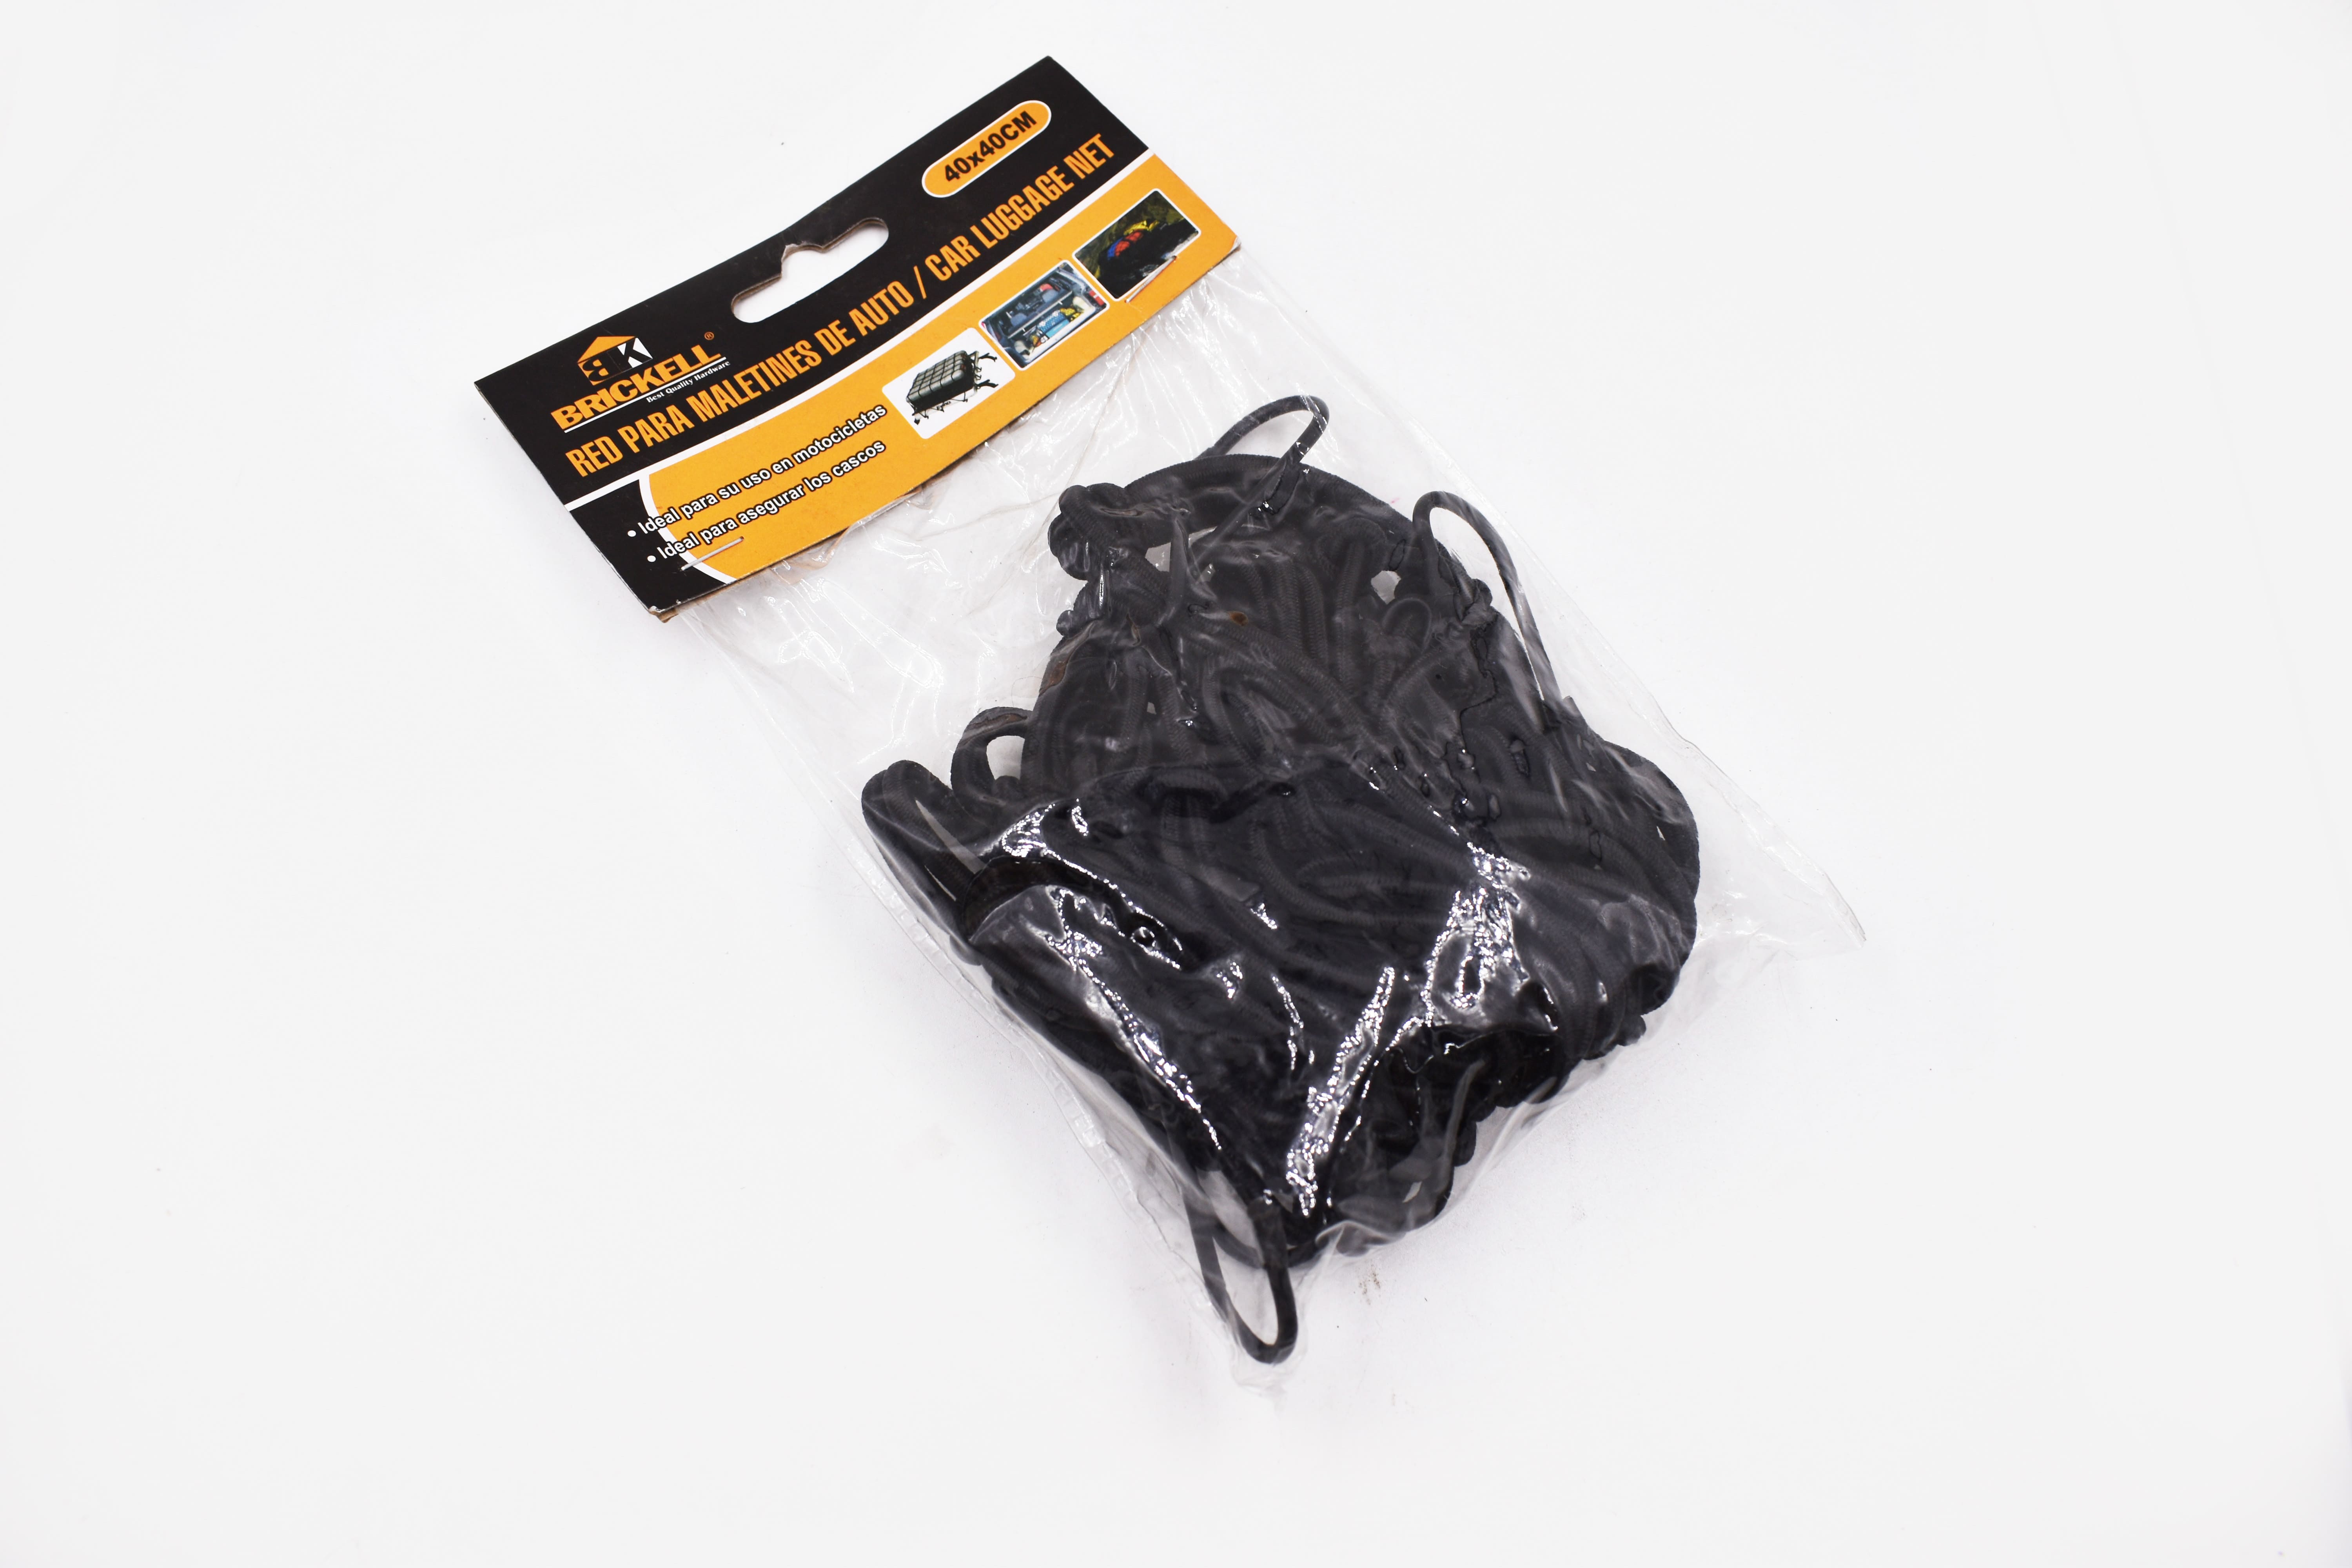 40x40CM
BK
BRICKELL®
Best Quality Hardware
RED PARA MALETINES DE AUTO / CAR LUGGAGE NET
• Ideal para su uso en motocicletas
• Ideal para asegurar los cascos